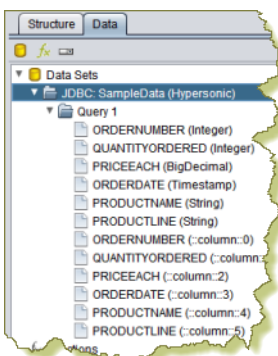 Structure Data
Data Sets
JDBC: SampleData (Hypersonic)
Query 1
ORDERNUMBER (Integer)
QUANTITYORDERED (Integer)
PRICEEACH (BigDecimal)
ORDERDATE (Timestamp)
PRODUCTNAME (String)
PRODUCTLINE (String)
ORDERNUMBER (::column::0)
QUANTITYORDERED (::column:
PRICEEACH (::column::2)
ORDERDATE (::column::3)
PRODUCTNAME (::column::4)
PRODUCTLINE (::column::5)